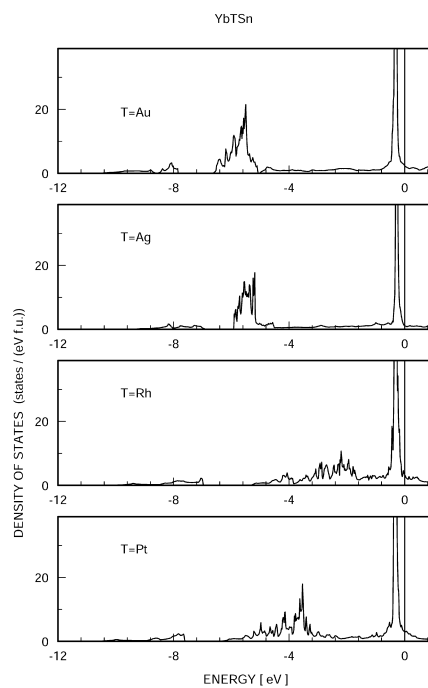 YbTSn
DENSITY OF STATES (states / (eV f.u.))
T=Au
20
0
-12 -8 -4 0
T=Ag
20
0
-12 -8 -4 0
T=Rh
20
0
-12 -8 -4 0
T=Pt
20
0
-12 -8 -4 0
ENERGY [ eV ]